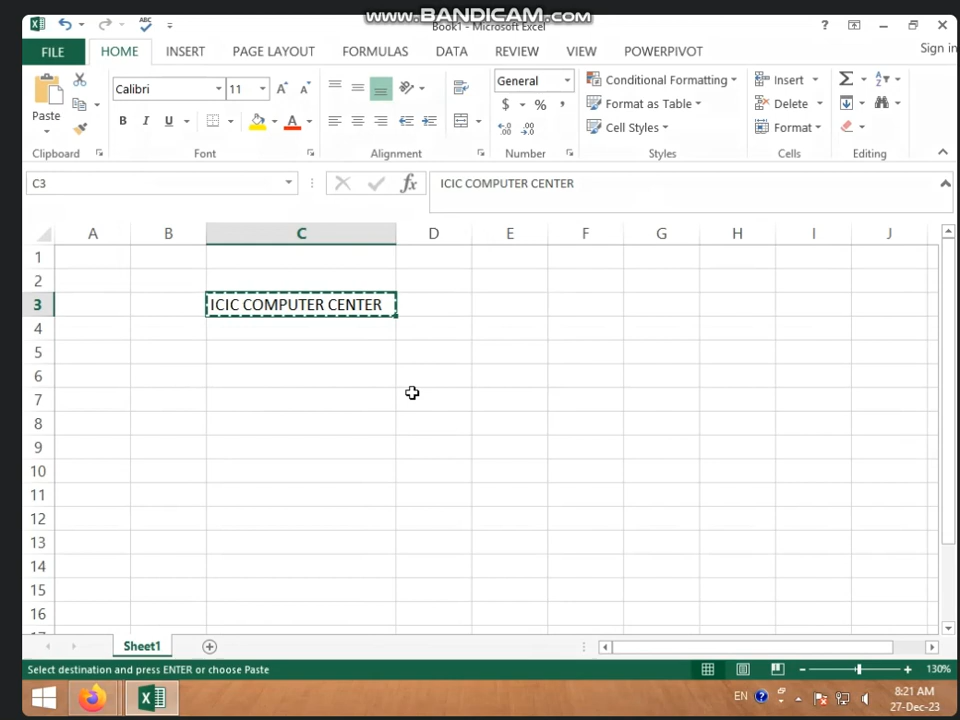 www.BANDICAM.com
Book1 - Microsoft Excel
ABC
?
Sign in
FILE HOME INSERT PAGE LAYOUT FORMULAS DATA REVIEW VIEW POWERPIVOT
Paste
Calibri 11 A A
B I U A
General
$ % ,
Conditional Formatting
Format as Table
Cell Styles
Insert
Delete
Format
Clipboard Font Alignment Number Styles Cells Editing
C3 fx ICIC COMPUTER CENTER
A B C D E F G H I J
1
2
3 ICIC COMPUTER CENTER
4
5
6
7
8
9
10
11
12
13
14
15
16
17
Sheet1
Select destination and press ENTER or choose Paste 130%
EN 8:21 AM
27-Dec-23